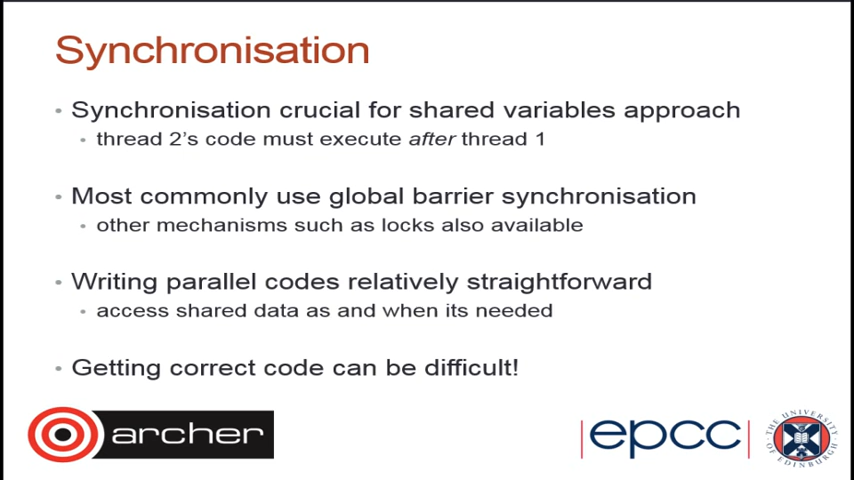 Synchronisation
• Synchronisation crucial for shared variables approach
• thread 2's code must execute after thread 1
• Most commonly use global barrier synchronisation
• other mechanisms such as locks also available
• Writing parallel codes relatively straightforward
• access shared data as and when its needed
• Getting correct code can be difficult!
archer
|epcc|
THE UNIVERSITY OF EDINBURGH